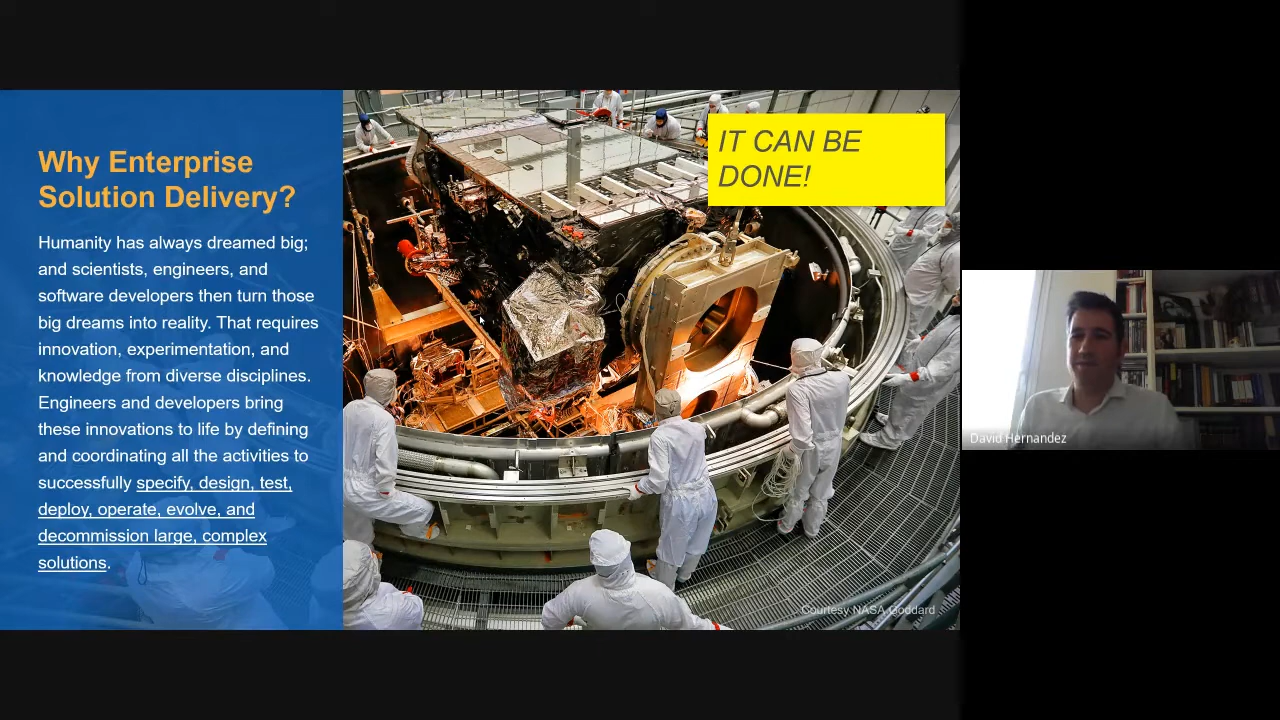 Why Enterprise
Solution Delivery?
Humanity has always dreamed big;
and scientists, engineers, and
software developers then turn those
big dreams into reality. That requires
innovation, experimentation, and
knowledge from diverse disciplines.
Engineers and developers bring
these innovations to life by defining
and coordinating all the activities to
successfully specify, design, test,
deploy, operate, evolve, and
decommission large, complex
solutions.
IT CAN BE
DONE!
Courtesy NASA Goddard
David Hernandez